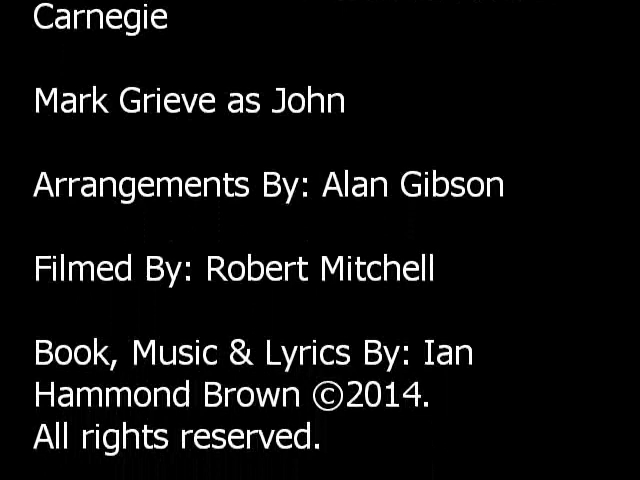 Carnegie
Mark Grieve as John
Arrangements By: Alan Gibson
Filmed By: Robert Mitchell
Book, Music & Lyrics By: Ian
Hammond Brown ©2014.
All rights reserved.